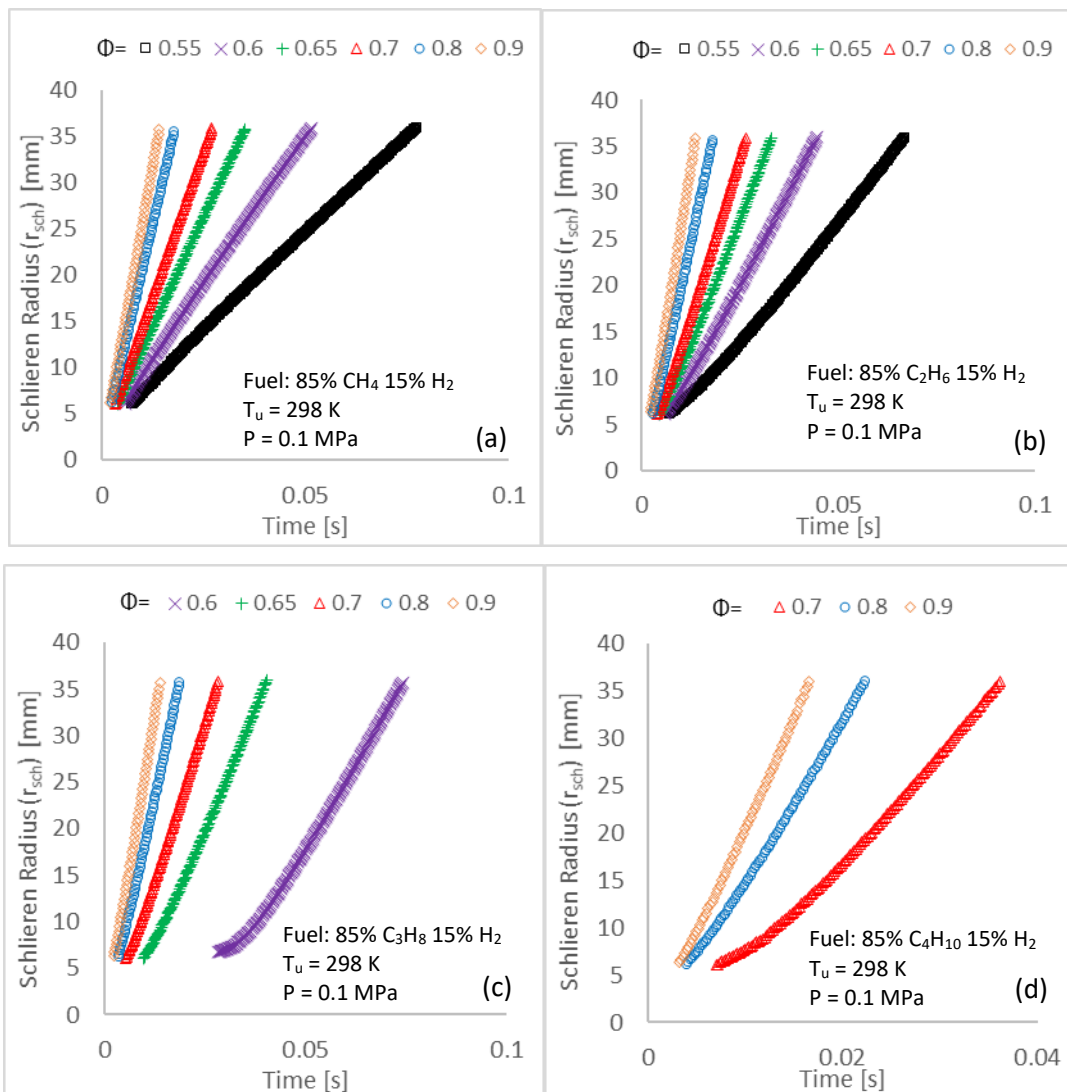 Φ= □ 0.55 × 0.6 + 0.65 △ 0.7 ○ 0.8 ◇ 0.9
40
35
30
25
20
15
10
5
0
Schlieren Radius (r_sch) [mm]
Fuel: 85% CH₄ 15% H₂
Tᵤ = 298 K
P = 0.1 MPa
(a)
0 0.05 0.1
Time [s]
Φ= □ 0.55 × 0.6 + 0.65 △ 0.7 ○ 0.8 ◇ 0.9
40
35
30
25
20
15
10
5
0
Schlieren Radius (r_sch) [mm]
Fuel: 85% C₂H₆ 15% H₂
Tᵤ = 298 K
P = 0.1 MPa
(b)
0 0.05 0.1
Time [s]
Φ= × 0.6 + 0.65 △ 0.7 ○ 0.8 ◇ 0.9
40
35
30
25
20
15
10
5
0
Schlieren Radius (r_sch) [mm]
Fuel: 85% C₃H₈ 15% H₂
Tᵤ = 298 K
P = 0.1 MPa
(c)
0 0.05 0.1
Time [s]
Φ= △ 0.7 ○ 0.8 ◇ 0.9
40
35
30
25
20
15
10
5
0
Schlieren Radius (r_sch) [mm]
Fuel: 85% C₄H₁₀ 15% H₂
Tᵤ = 298 K
P = 0.1 MPa
(d)
0 0.02 0.04
Time [s]